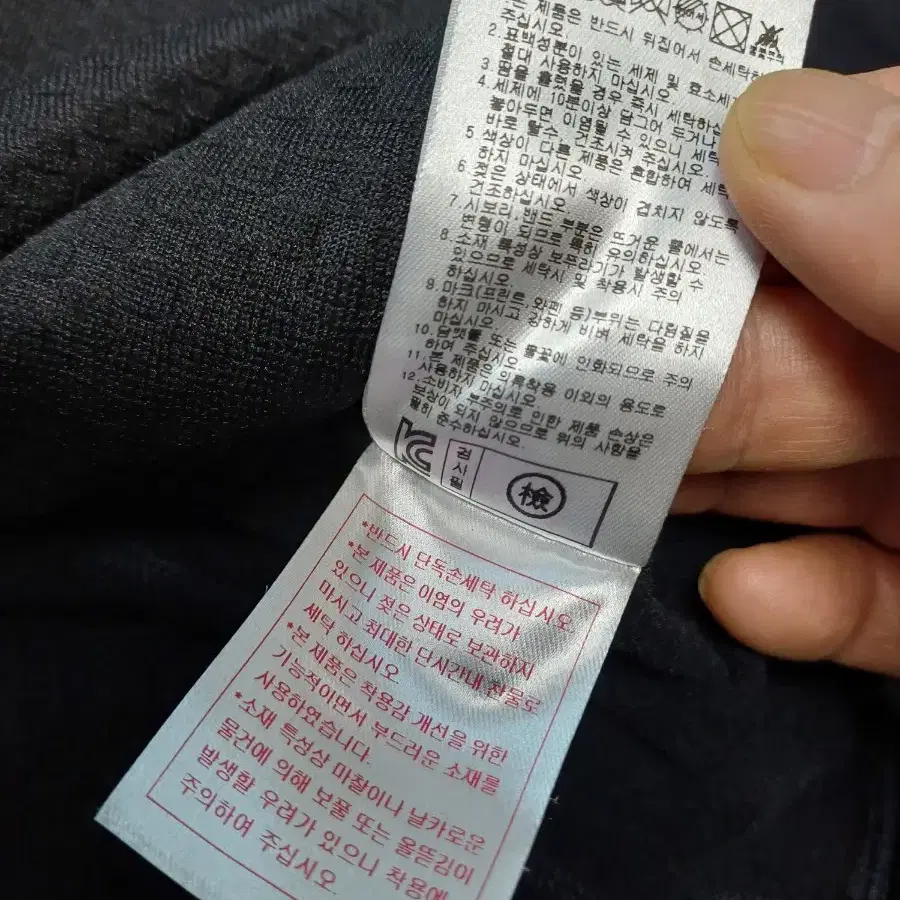 제품은 반드시 뒤집어서 손세탁
주십시오.
2. 표백성분이 있는 세제 및 효소세
절대 사용하지 마십시오.
3. 땀을 흘렸을 경우 즉시 세탁하십
4. 세제에 10분이상 담그어 두거나
놓아두면 이염될 수 있으니 세탁
바로 탈수, 건조시켜 주십시오.
5. 색상이 다른 제품은 혼합하여 세탁
하지 마십시오.
6. 젖은 상태에서 색상이 겹치지 않도록
건조하십시오.
7. 시보리,밴드 부분은 뜨거운 물에서는
변형이 되므로 특히 유의하십시오.
8. 소재 특성상 보푸라기가 발생할 수
있으므로 세탁시 및 착용시 주의
하십시오.
9. 마크(프린트,와펜 등)부위는 다림질을
하지 마시고 강하게 비벼 세탁을 하지
마십시오.
10. 담뱃불 또는 불꽃에 인화되므로 주의
하여 주십시오.
11. 본 제품은 의류착용 이외의 용도로
사용하지 마십시오.
12. 소비자 부주의로 인한 제품 손상은
보상이 되지 않으므로 위의 사항을
필히 준수하십시오.
검사필
檢
*반드시 단독손세탁 하십시오
*본 제품은 이염의 우려가
있으니 젖은 상태로 보관하지
마시고 최대한 단시간내 찬물로
세탁 하십시오.
*본 제품은 착용감 개선을 위한
기능적이면서 부드러운 소재를
사용하였습니다.
*소재 특성상 마찰이나 날카로운
물건에 의해 보풀 또는 올뜯김이
발생할 우려가 있으니 착용에
주의하여 주십시오